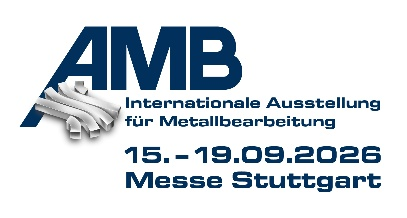 AMB
Internationale Ausstellung
für Metallbearbeitung
15. – 19.09.2026
Messe Stuttgart